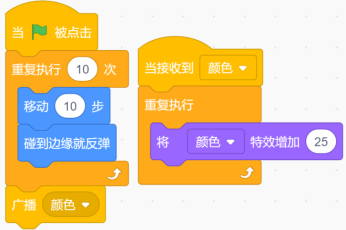 当 被点击
重复执行 10 次
移动 10 步
碰到边缘就反弹
广播 颜色
当接收到 颜色
重复执行
将 颜色 特效增加 25